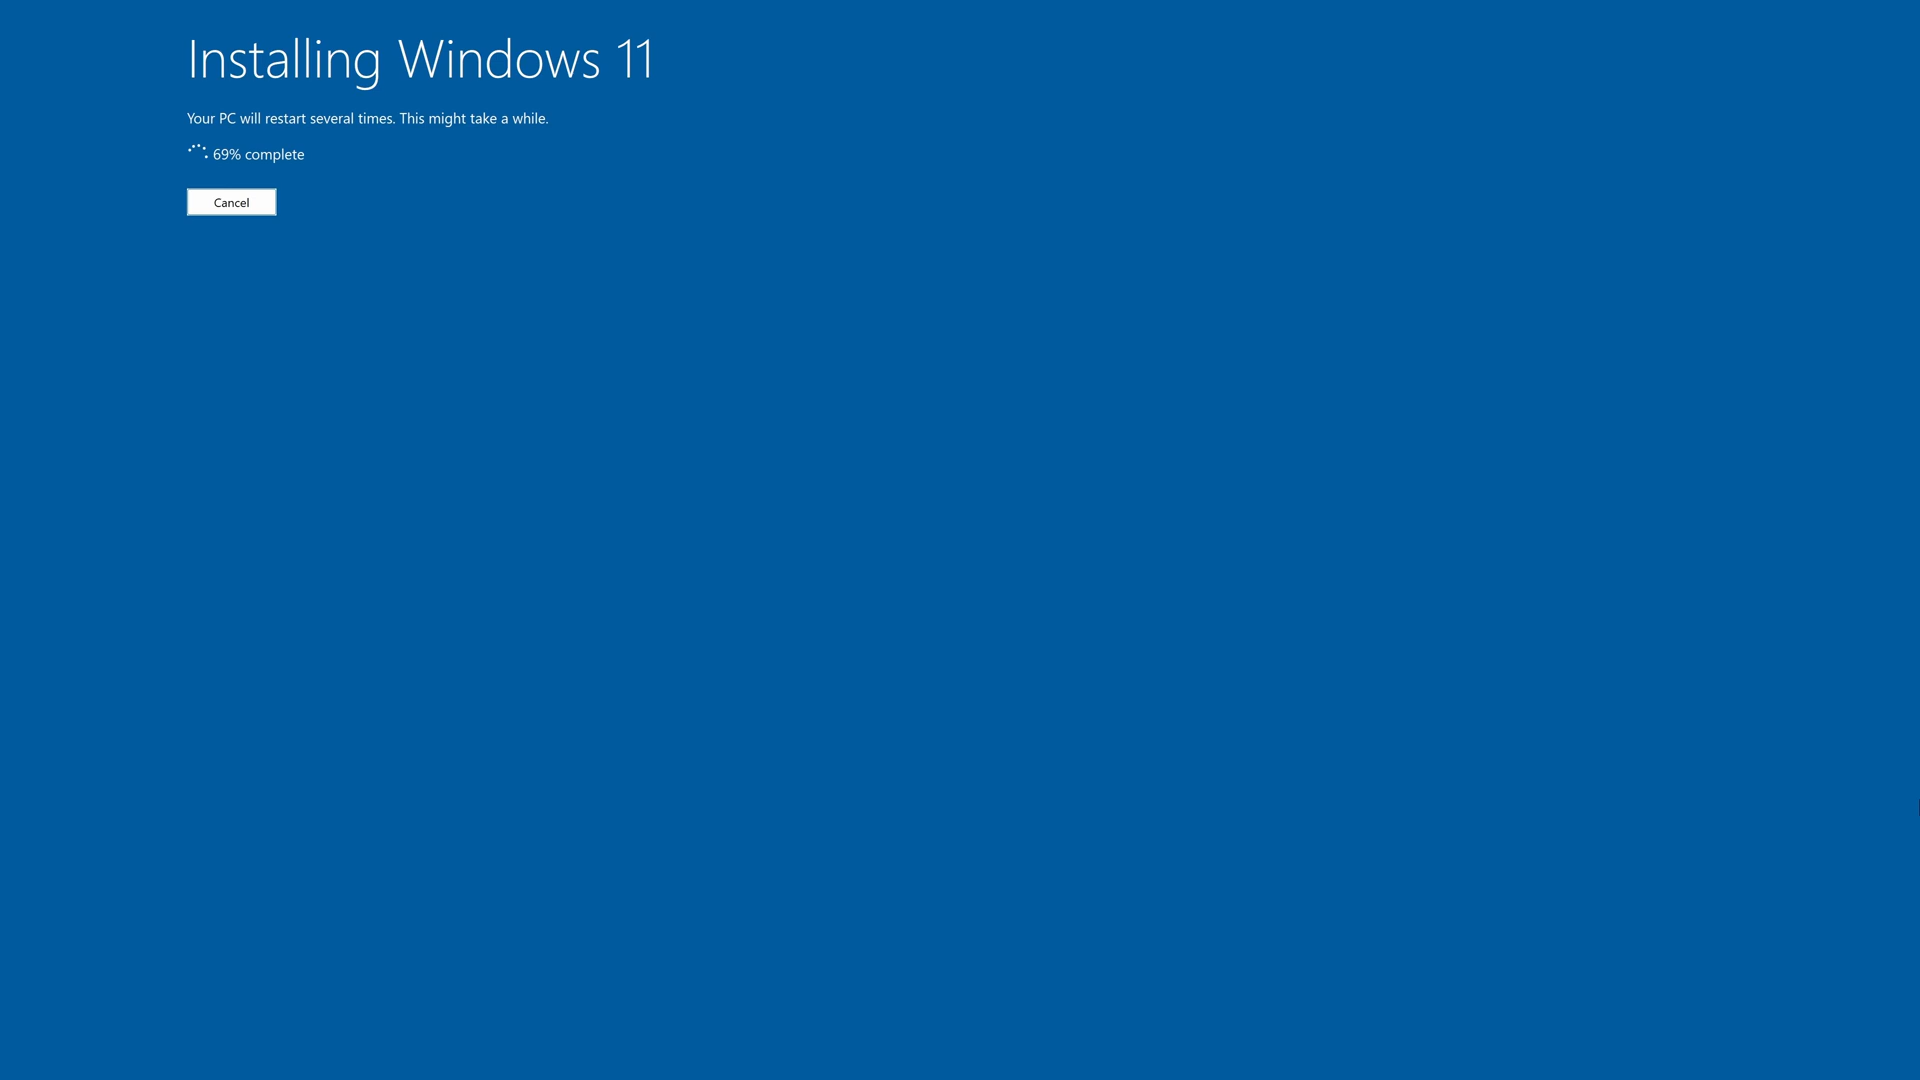 Installing Windows 11
Your PC will restart several times. This might take a while.
69% complete
Cancel